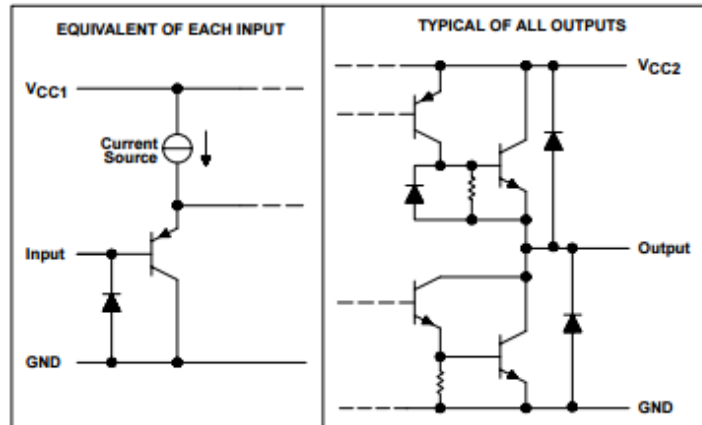 EQUIVALENT OF EACH INPUT
VCC1
Current
Source
Input
GND
TYPICAL OF ALL OUTPUTS
VCC2
Output
GND